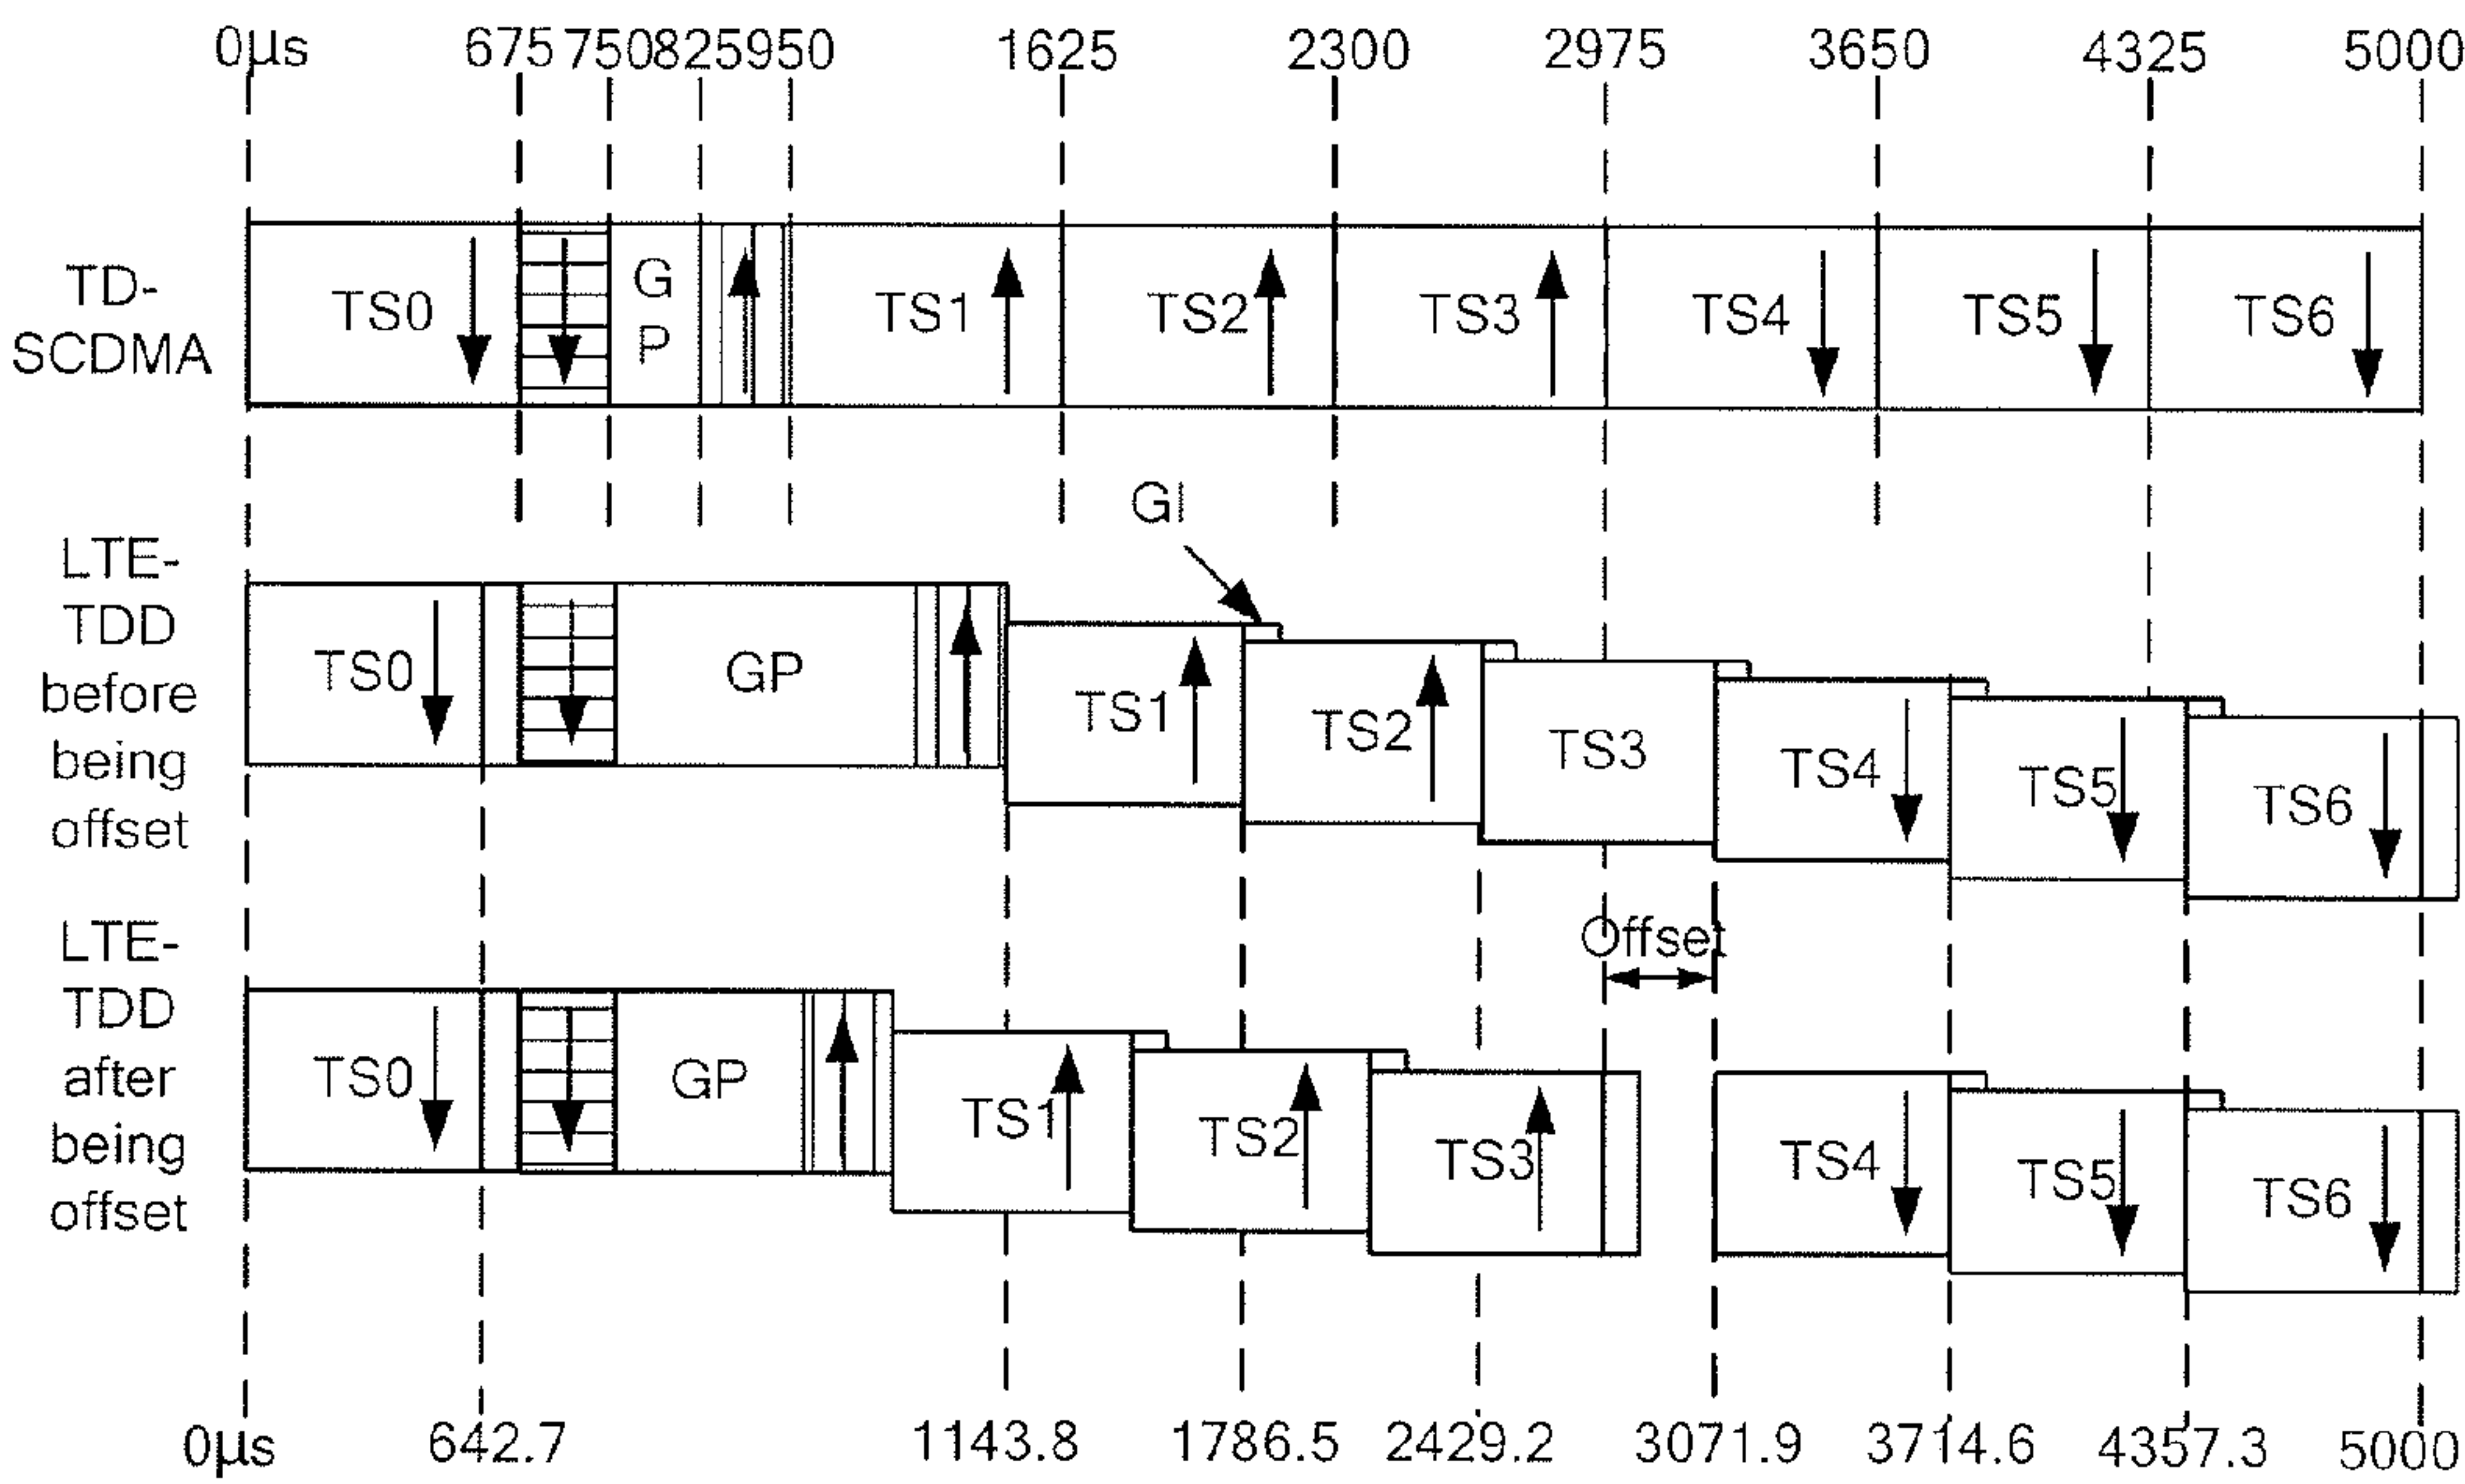 0μs 675 750 825 950 1625 2300 2975 3650 4325 5000
TD-
SCDMA
TS0
G
P
TS1 TS2 TS3 TS4 TS5 TS6
GI
LTE-
TDD
before
being
offset
TS0 GP TS1 TS2 TS3 TS4 TS5 TS6
Offset
LTE-
TDD
after
being
offset
TS0 GP TS1 TS2 TS3 TS4 TS5 TS6
0μs 642.7 1143.8 1786.5 2429.2 3071.9 3714.6 4357.3 5000